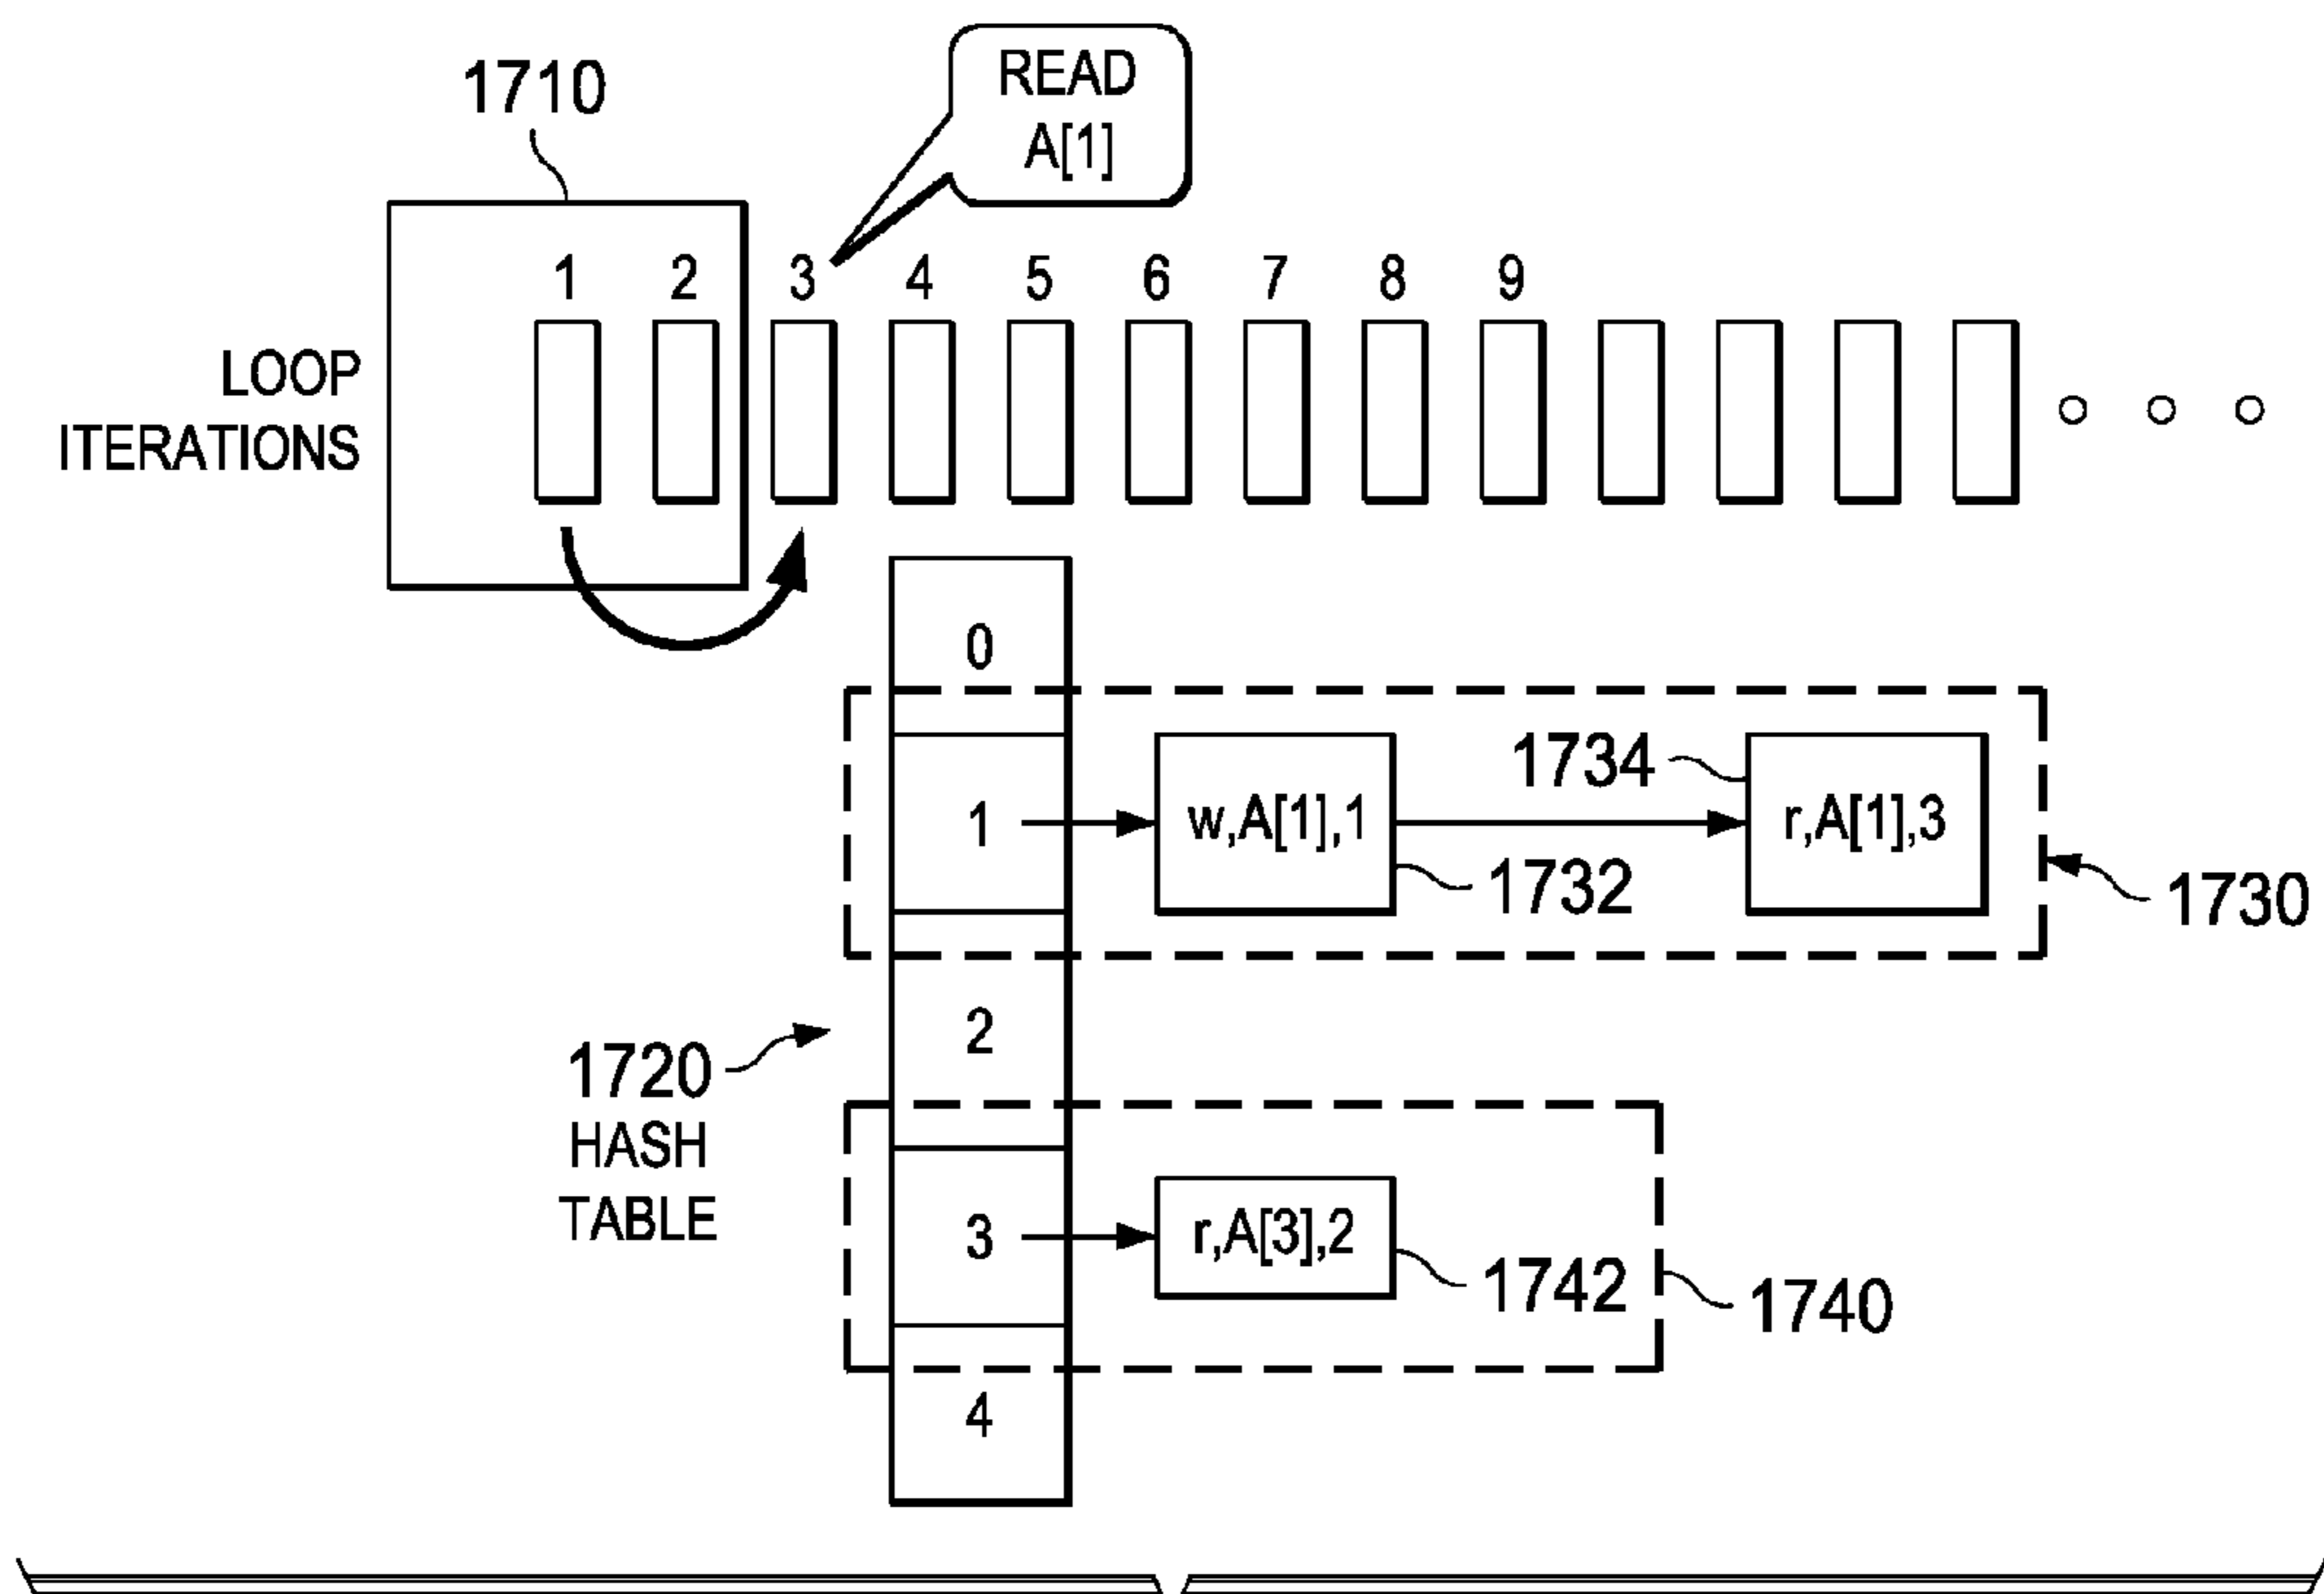 READ
A[1]
1710
1 2 3 4 5 6 7 8 9
LOOP
ITERATIONS
0
1
w,A[1],1
1732
1734
r,A[1],3
1730
2
1720
HASH
TABLE
3
r,A[3],2
1742
1740
4